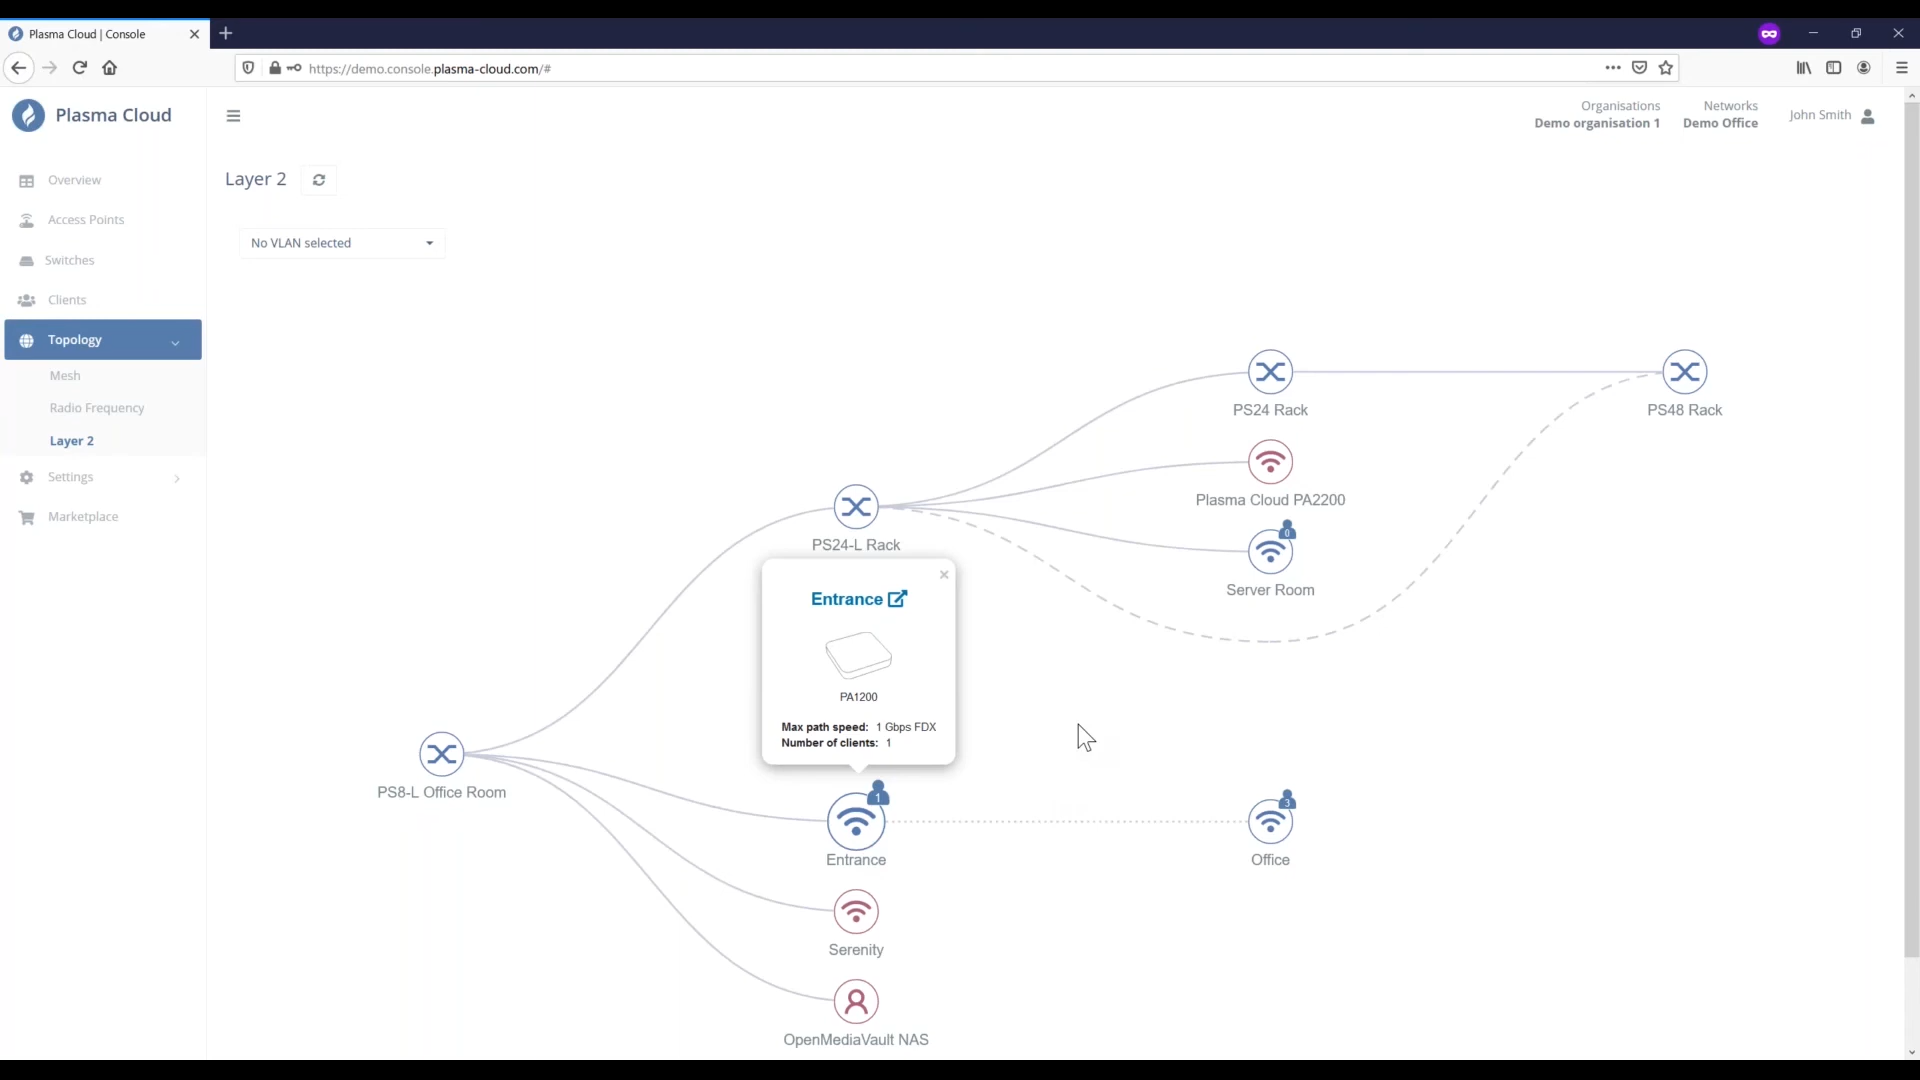 Plasma Cloud | Console
https://demo.console.plasma-cloud.com/#
Plasma Cloud
Organisations
Demo organisation 1
Networks
Demo Office
John Smith
Overview
Access Points
Switches
Clients
Topology
Mesh
Radio Frequency
Layer 2
Settings
Marketplace
Layer 2
No VLAN selected
PS24 Rack
PS48 Rack
Plasma Cloud PA2200
PS24-L Rack
0
Server Room
Entrance
PA1200
Max path speed: 1 Gbps FDX
Number of clients: 1
PS8-L Office Room
1
Entrance
3
Office
Serenity
OpenMediaVault NAS